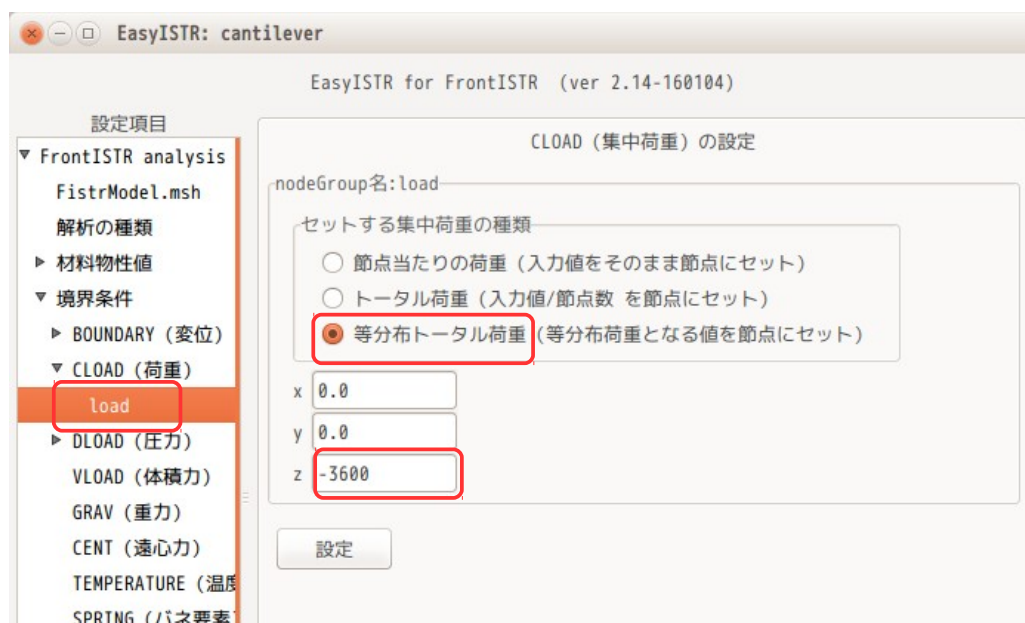 EasyISTR: cantilever
EasyISTR for FrontISTR (ver 2.14-160104)
設定項目
FrontISTR analysis
FistrModel.msh
解析の種類
材料物性値
境界条件
BOUNDARY (変位)
CLOAD (荷重)
load
DLOAD (圧力)
VLOAD (体積力)
GRAV (重力)
CENT (遠心力)
TEMPERATURE (温度
SPRING (バネ要素)
CLOAD (集中荷重) の設定
nodeGroup名:load
セットする集中荷重の種類
節点当たりの荷重 (入力値をそのまま節点にセット)
トータル荷重 (入力値/節点数 を節点にセット)
等分布トータル荷重 (等分布荷重となる値を節点にセット)
x 0.0
y 0.0
z -3600
設定